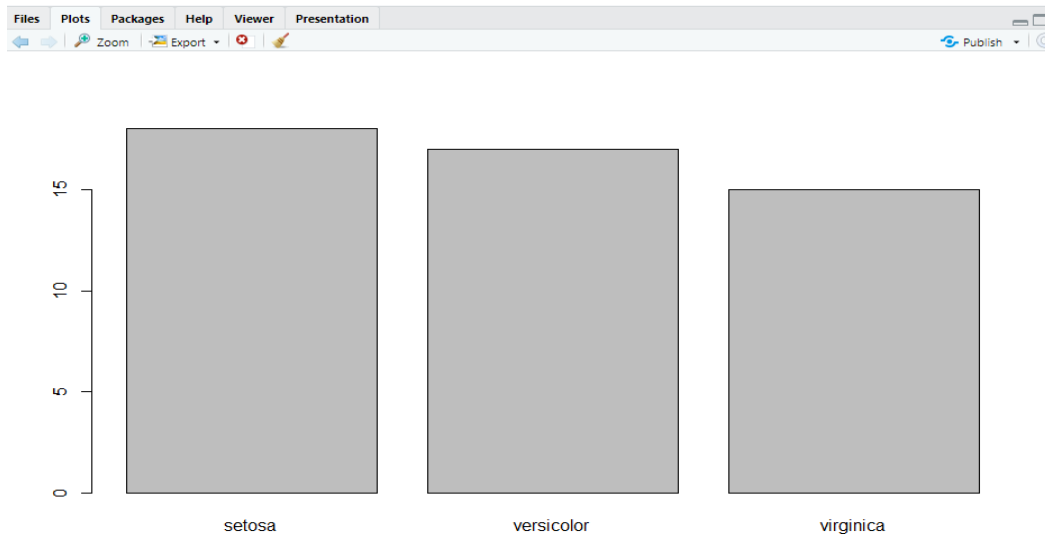 Files Plots Packages Help Viewer Presentation
Zoom Export Publish
15
10
5
0
setosa versicolor virginica